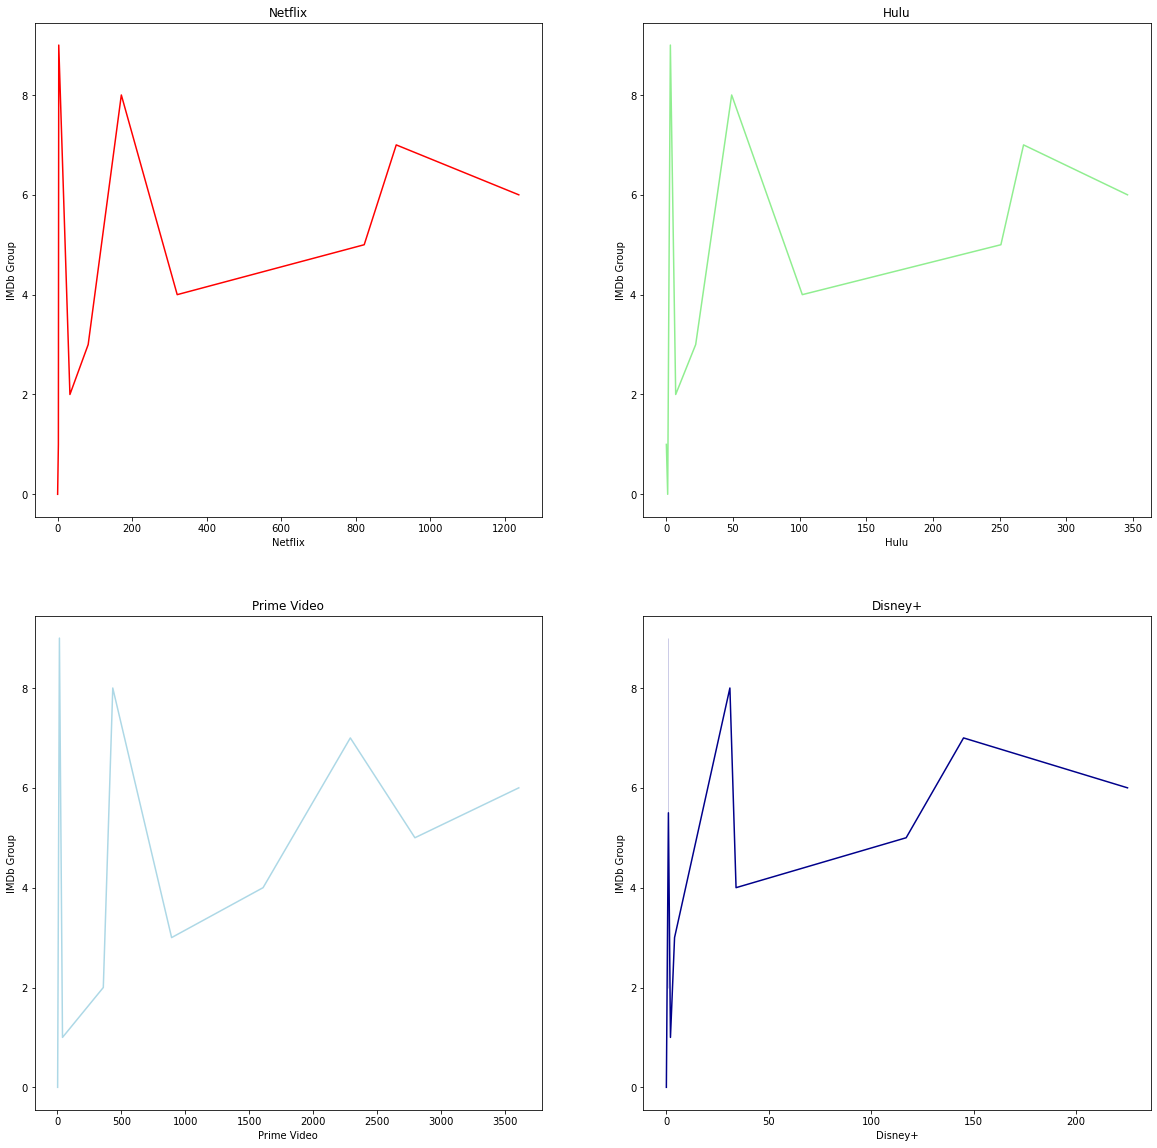 Netflix
8
6
4
2
0
IMDb Group
0 200 400 600 800 1000 1200
Netflix
Hulu
8
6
4
2
0
IMDb Group
0 50 100 150 200 250 300 350
Hulu
Prime Video
8
6
4
2
0
IMDb Group
0 500 1000 1500 2000 2500 3000 3500
Prime Video
Disney+
8
6
4
2
0
IMDb Group
0 50 100 150 200
Disney+